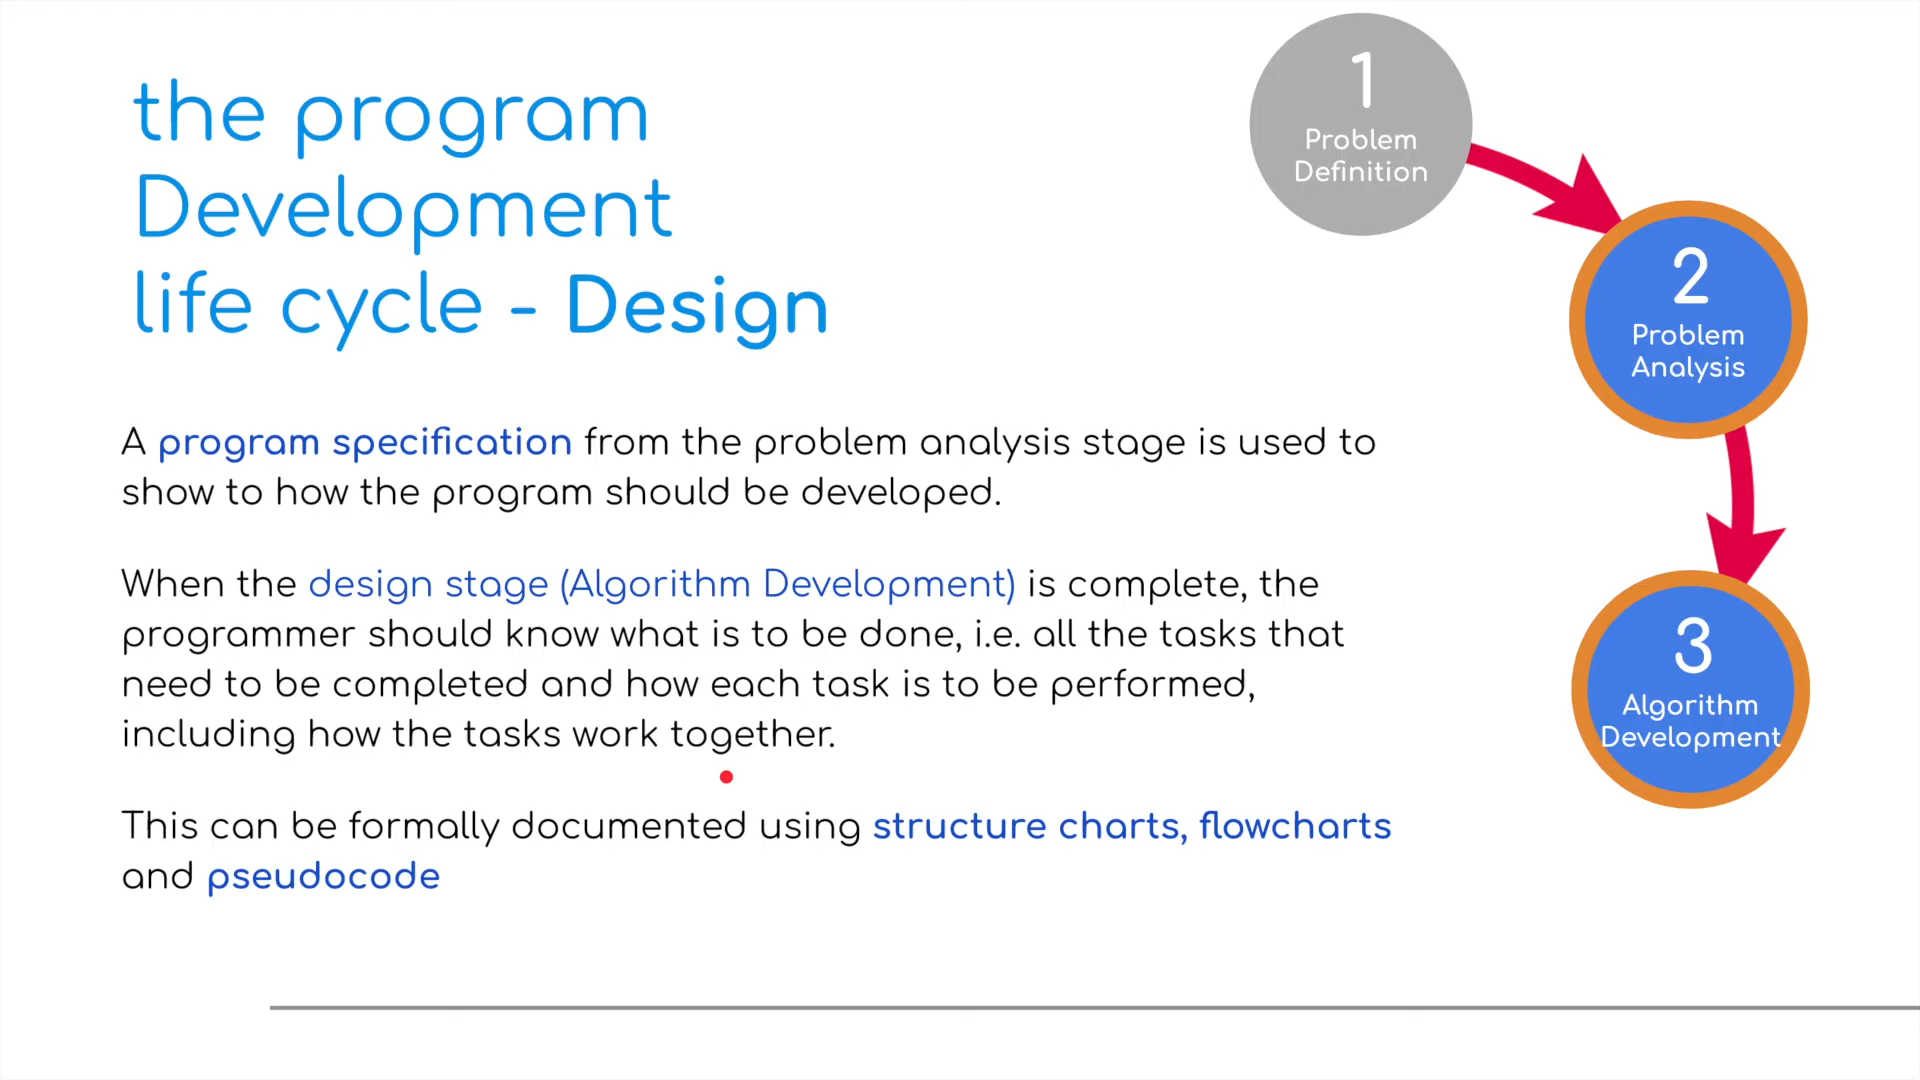 the program
Development
life cycle - Design
A program specification from the problem analysis stage is used to
show to how the program should be developed.
When the design stage (Algorithm Development) is complete, the
programmer should know what is to be done, i.e. all the tasks that
need to be completed and how each task is to be performed,
including how the tasks work together.
This can be formally documented using structure charts, flowcharts
and pseudocode
1
Problem
Definition
2
Problem
Analysis
3
Algorithm
Development